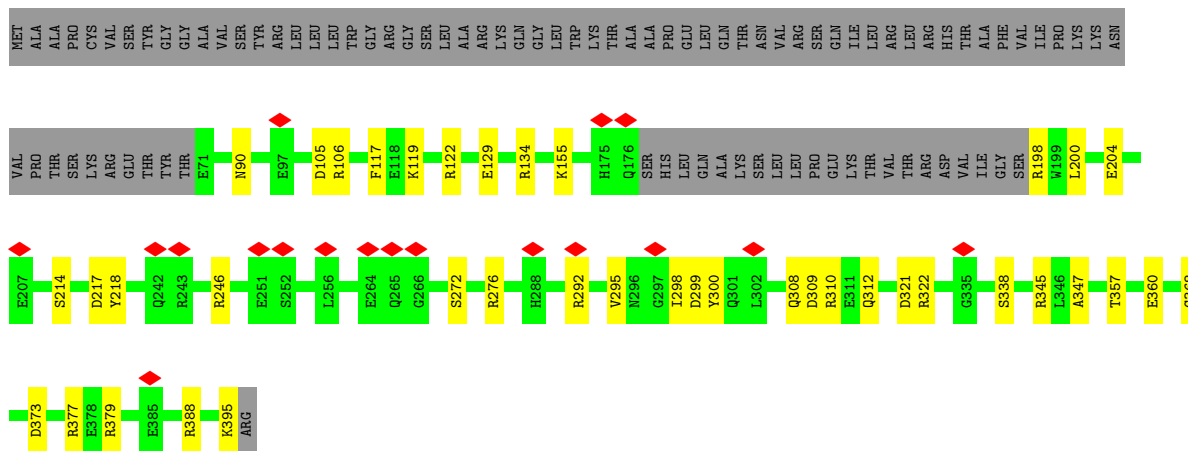 MET ALA ALA PRO CYS VAL SER TYR GLY GLY ALA VAL SER TYR ARG LEU LEU LEU TRP GLY ARG GLY SER LEU ALA ARG LYS GLN GLY LEU TRP LYS THR ALA ALA PRO GLU LEU GLN THR ASN VAL ARG SER GLN ILE LEU ARG LEU ARG HIS THR ALA PHE VAL ILE PRO LYS LYS ASN
VAL PRO THR SER LYS ARG GLU THR TYR THR E71 N90 E97 D105 R106 F117 E118 K119 R122 E129 R134 K155 H175 Q176 SER HIS LEU GLN ALA LYS SER LEU LEU PRO GLU LYS THR VAL THR ARG ASP VAL ILE GLY SER R198 W199 L200 E204
E207 S214 D217 Y218 Q242 R243 R246 E251 S252 L256 E264 Q265 G266 S272 R276 H288 R292 V295 N296 G297 I298 D299 Y300 Q301 L302 Q308 D309 R310 E311 Q312 D321 R322 G335 S338 R345 L346 A347 T357 E360
D373 R377 E378 R379 E385 R388 K395 ARG